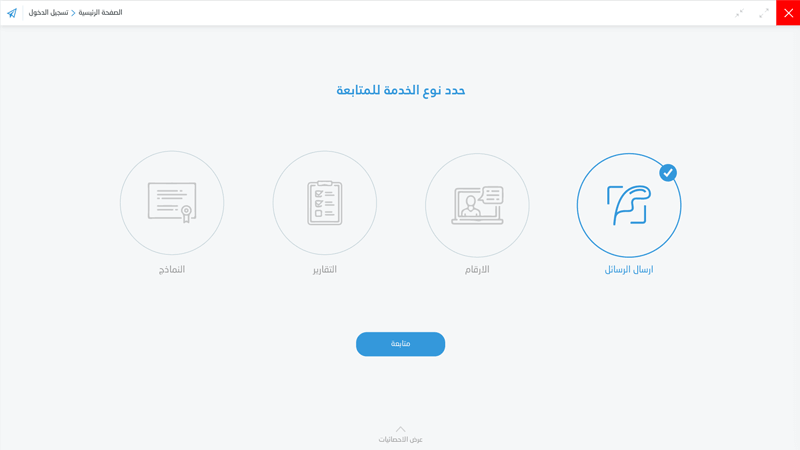 الصفحة الرئيسية
تسجيل الدخول
حدد نوع الخدمة للمتابعة
ارسال الرسائل
الارقام
التقارير
النماذج
متابعة
عرض الاحصائيات